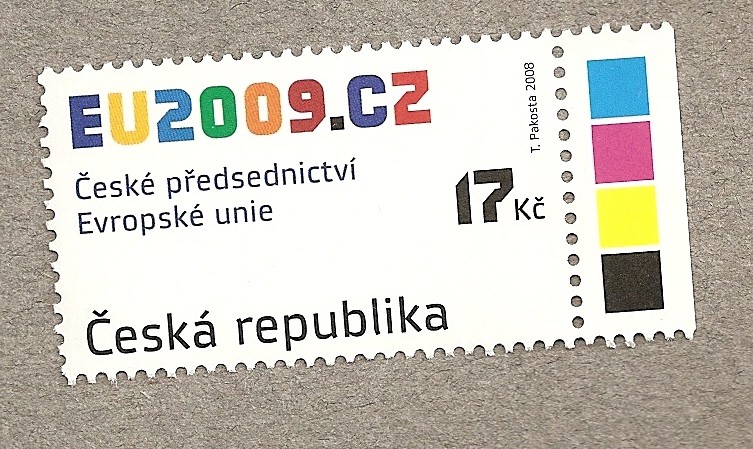 EU2009.CZ
České předsednictví
Evropské unie
17 Kč
T. Pakosta 2008
Česká republika